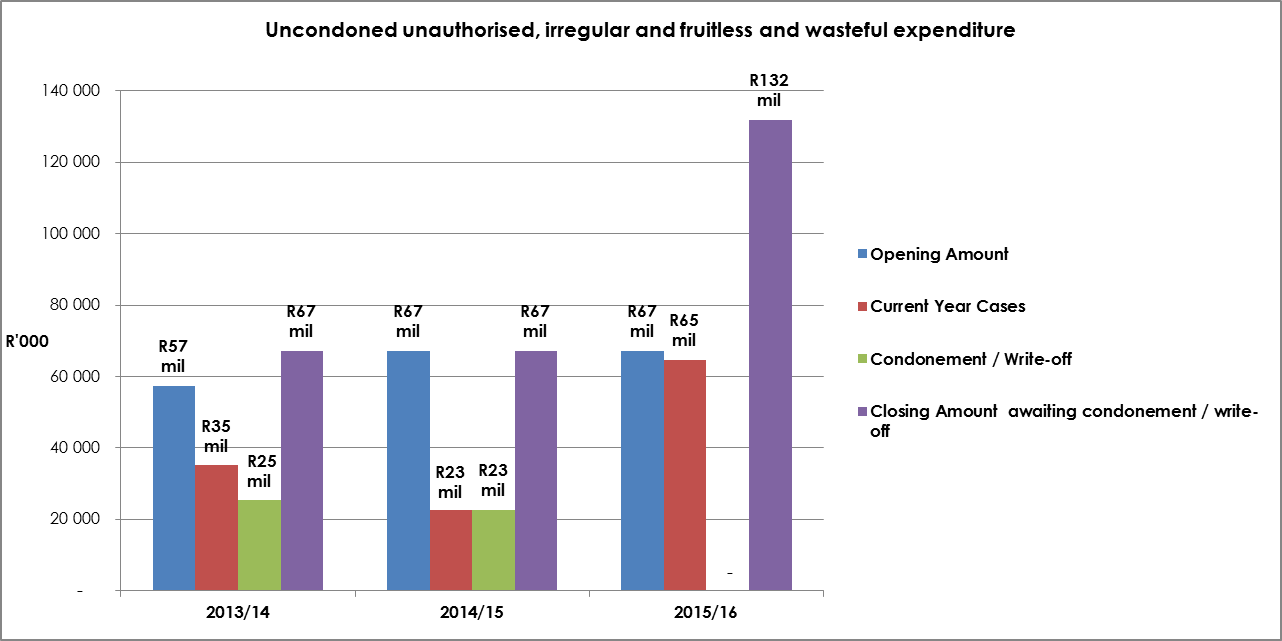 Uncondoned unauthorised, irregular and fruitless and wasteful expenditure
140 000
120 000
100 000
80 000
60 000
40 000
20 000
-
R'000
R57
mil
R35
mil
R25
mil
R67
mil
R67
mil
R23
mil
R23
mil
R67
mil
R67
mil
R65
mil
-
R132
mil
2013/14
2014/15
2015/16
Opening Amount
Current Year Cases
Condonement / Write-off
Closing Amount  awaiting condonement / write-
off